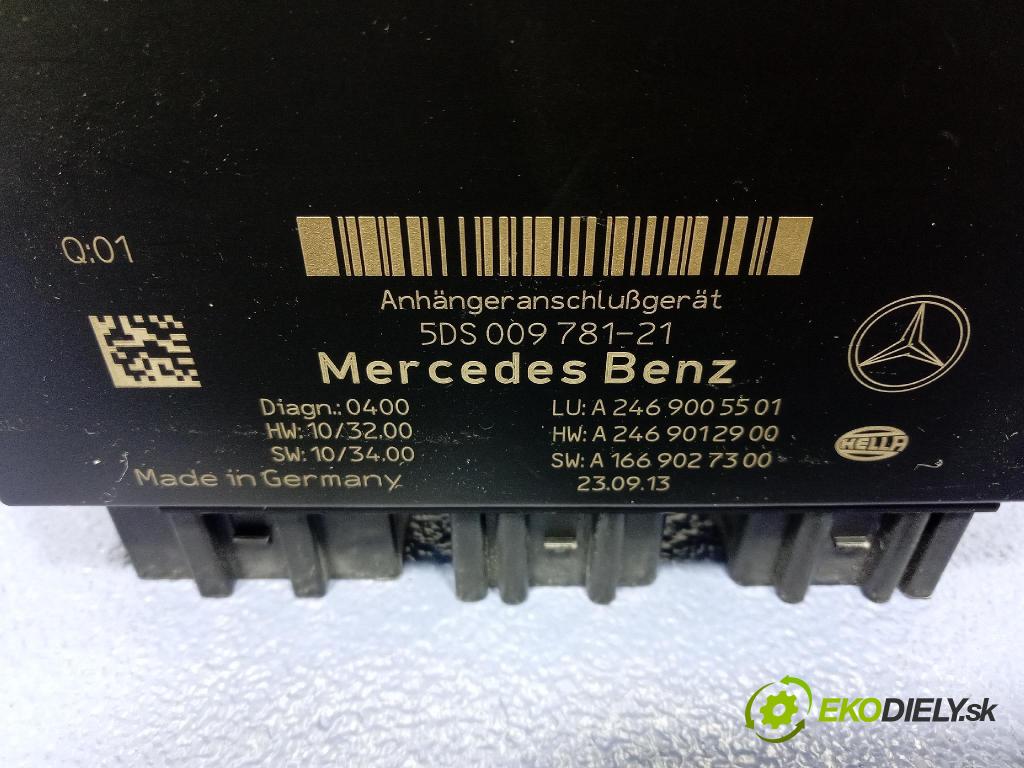 Q:01
Anhängeranschlußgerät
5DS 009 781-21
Mercedes Benz
Diagn.: 0400
LU: A 246 900 55 01
HW: 10/32.00
HW: A 246 901 29 00
HELLA
SW: 10/34.00
SW: A 166 902 73 00
Made in Germany
23.09.13
EKODIELY.sk